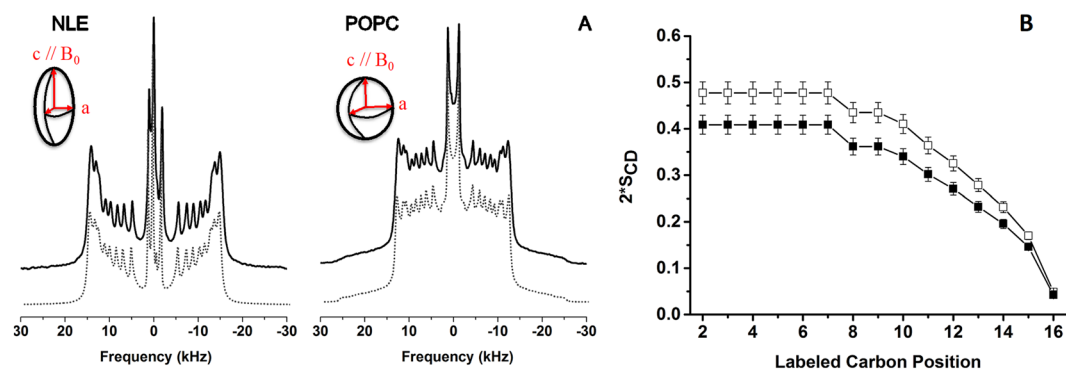 NLE
c // B0
a
30 20 10 0 -10 -20 -30
Frequency (kHz)
POPC
A
c // B0
a
30 20 10 0 -10 -20 -30
Frequency (kHz)
B
0.6
0.5
0.4
0.3
0.2
0.1
0.0
2*SCD
2 4 6 8 10 12 14 16
Labeled Carbon Position